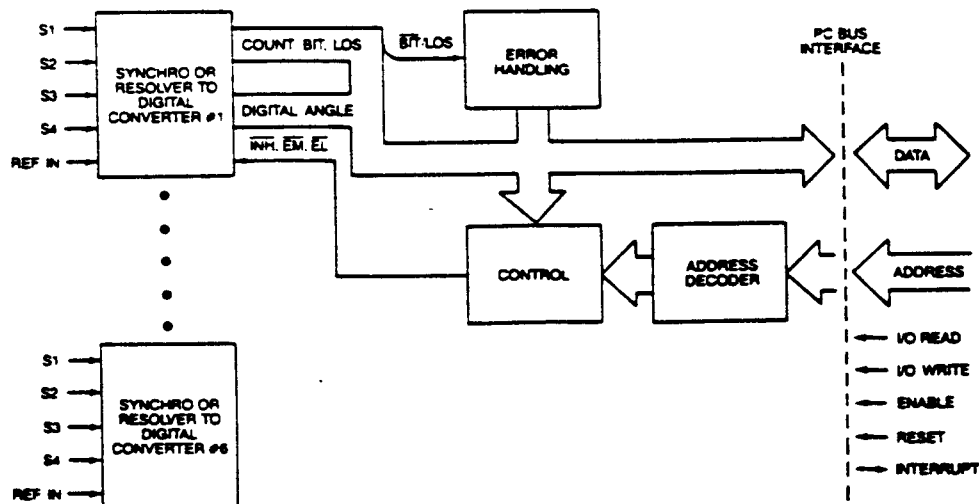 S1
S2
S3
S4
REF IN
SYNCHRO OR
RESOLVER TO
DIGITAL
CONVERTER #1
COUNT BIT, LOS
DIGITAL ANGLE
INH, EM, EL
BIT/LOS
ERROR
HANDLING
PC BUS
INTERFACE
DATA
CONTROL
ADDRESS
DECODER
ADDRESS
I/O READ
I/O WRITE
ENABLE
RESET
INTERRUPT
S1
S2
S3
S4
REF IN
SYNCHRO OR
RESOLVER TO
DIGITAL
CONVERTER #6